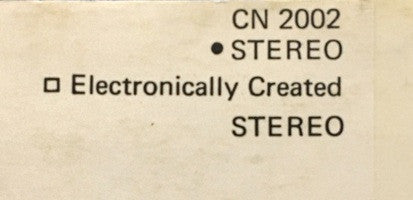 CN 2002
• STEREO
□ Electronically Created
STEREO